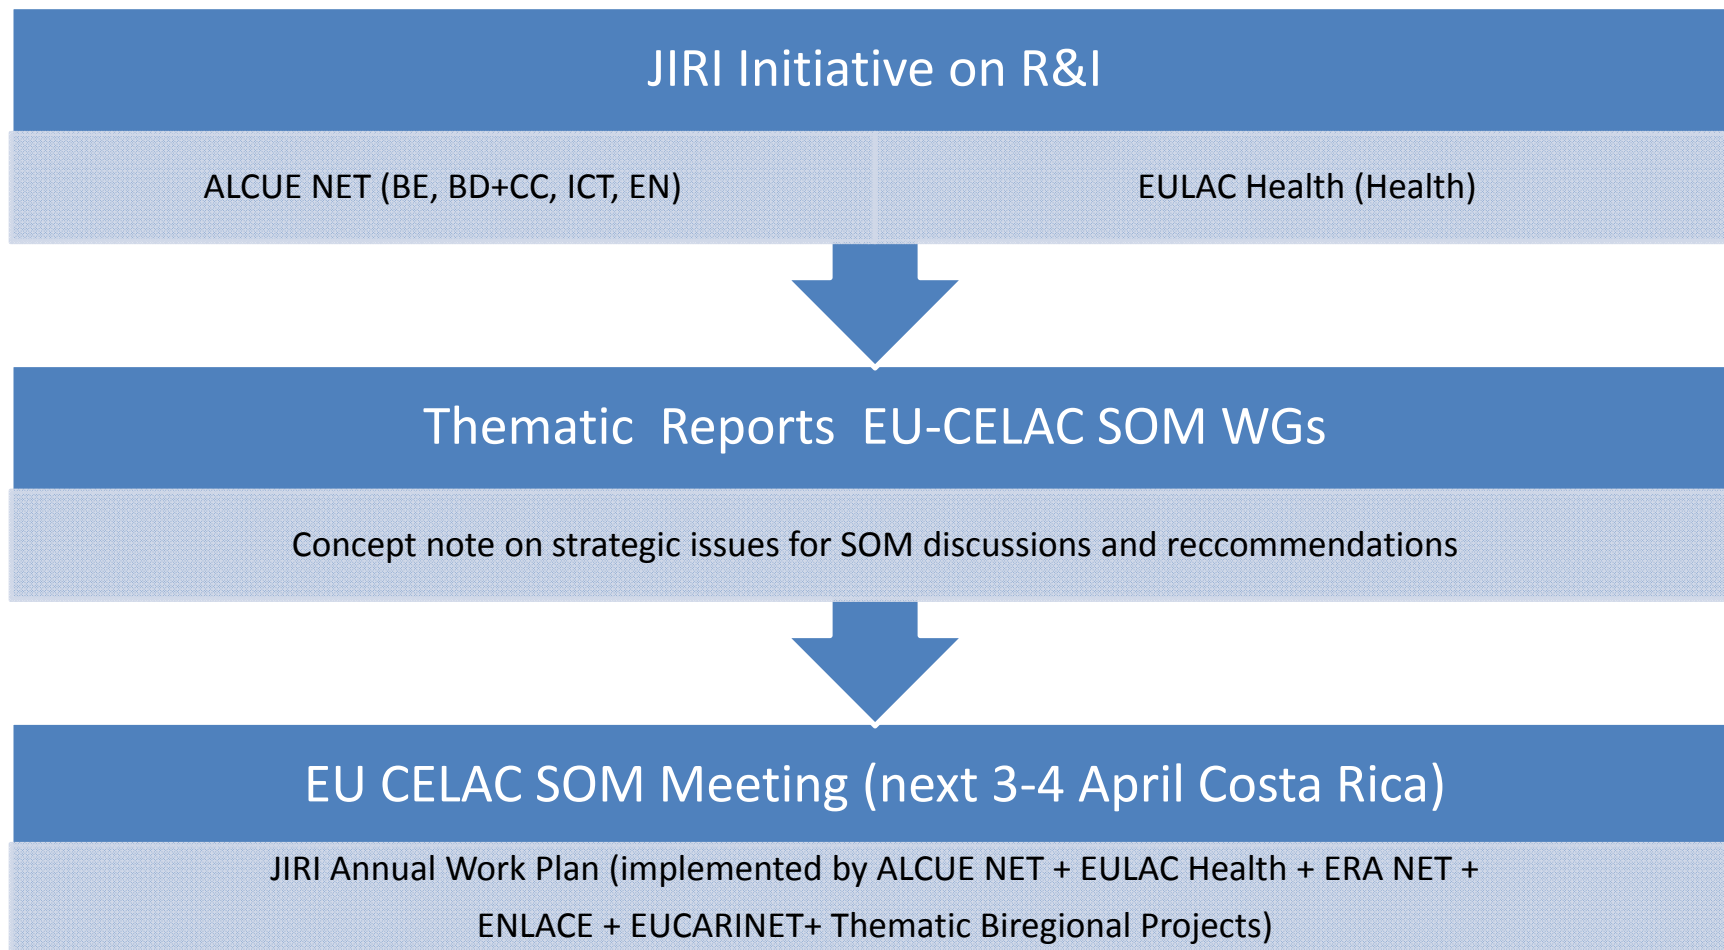 JIRI Initiative on R&I
ALCUE NET (BE, BD+CC, ICT, EN)
EULAC Health (Health)
Thematic  Reports  EU-CELAC SOM WGs
Concept note on strategic issues for SOM discussions and reccommendations
EU CELAC SOM Meeting (next 3-4 April Costa Rica)
JIRI Annual Work Plan (implemented by ALCUE NET + EULAC Health + ERA NET +
ENLACE + EUCARINET+ Thematic Biregional Projects)